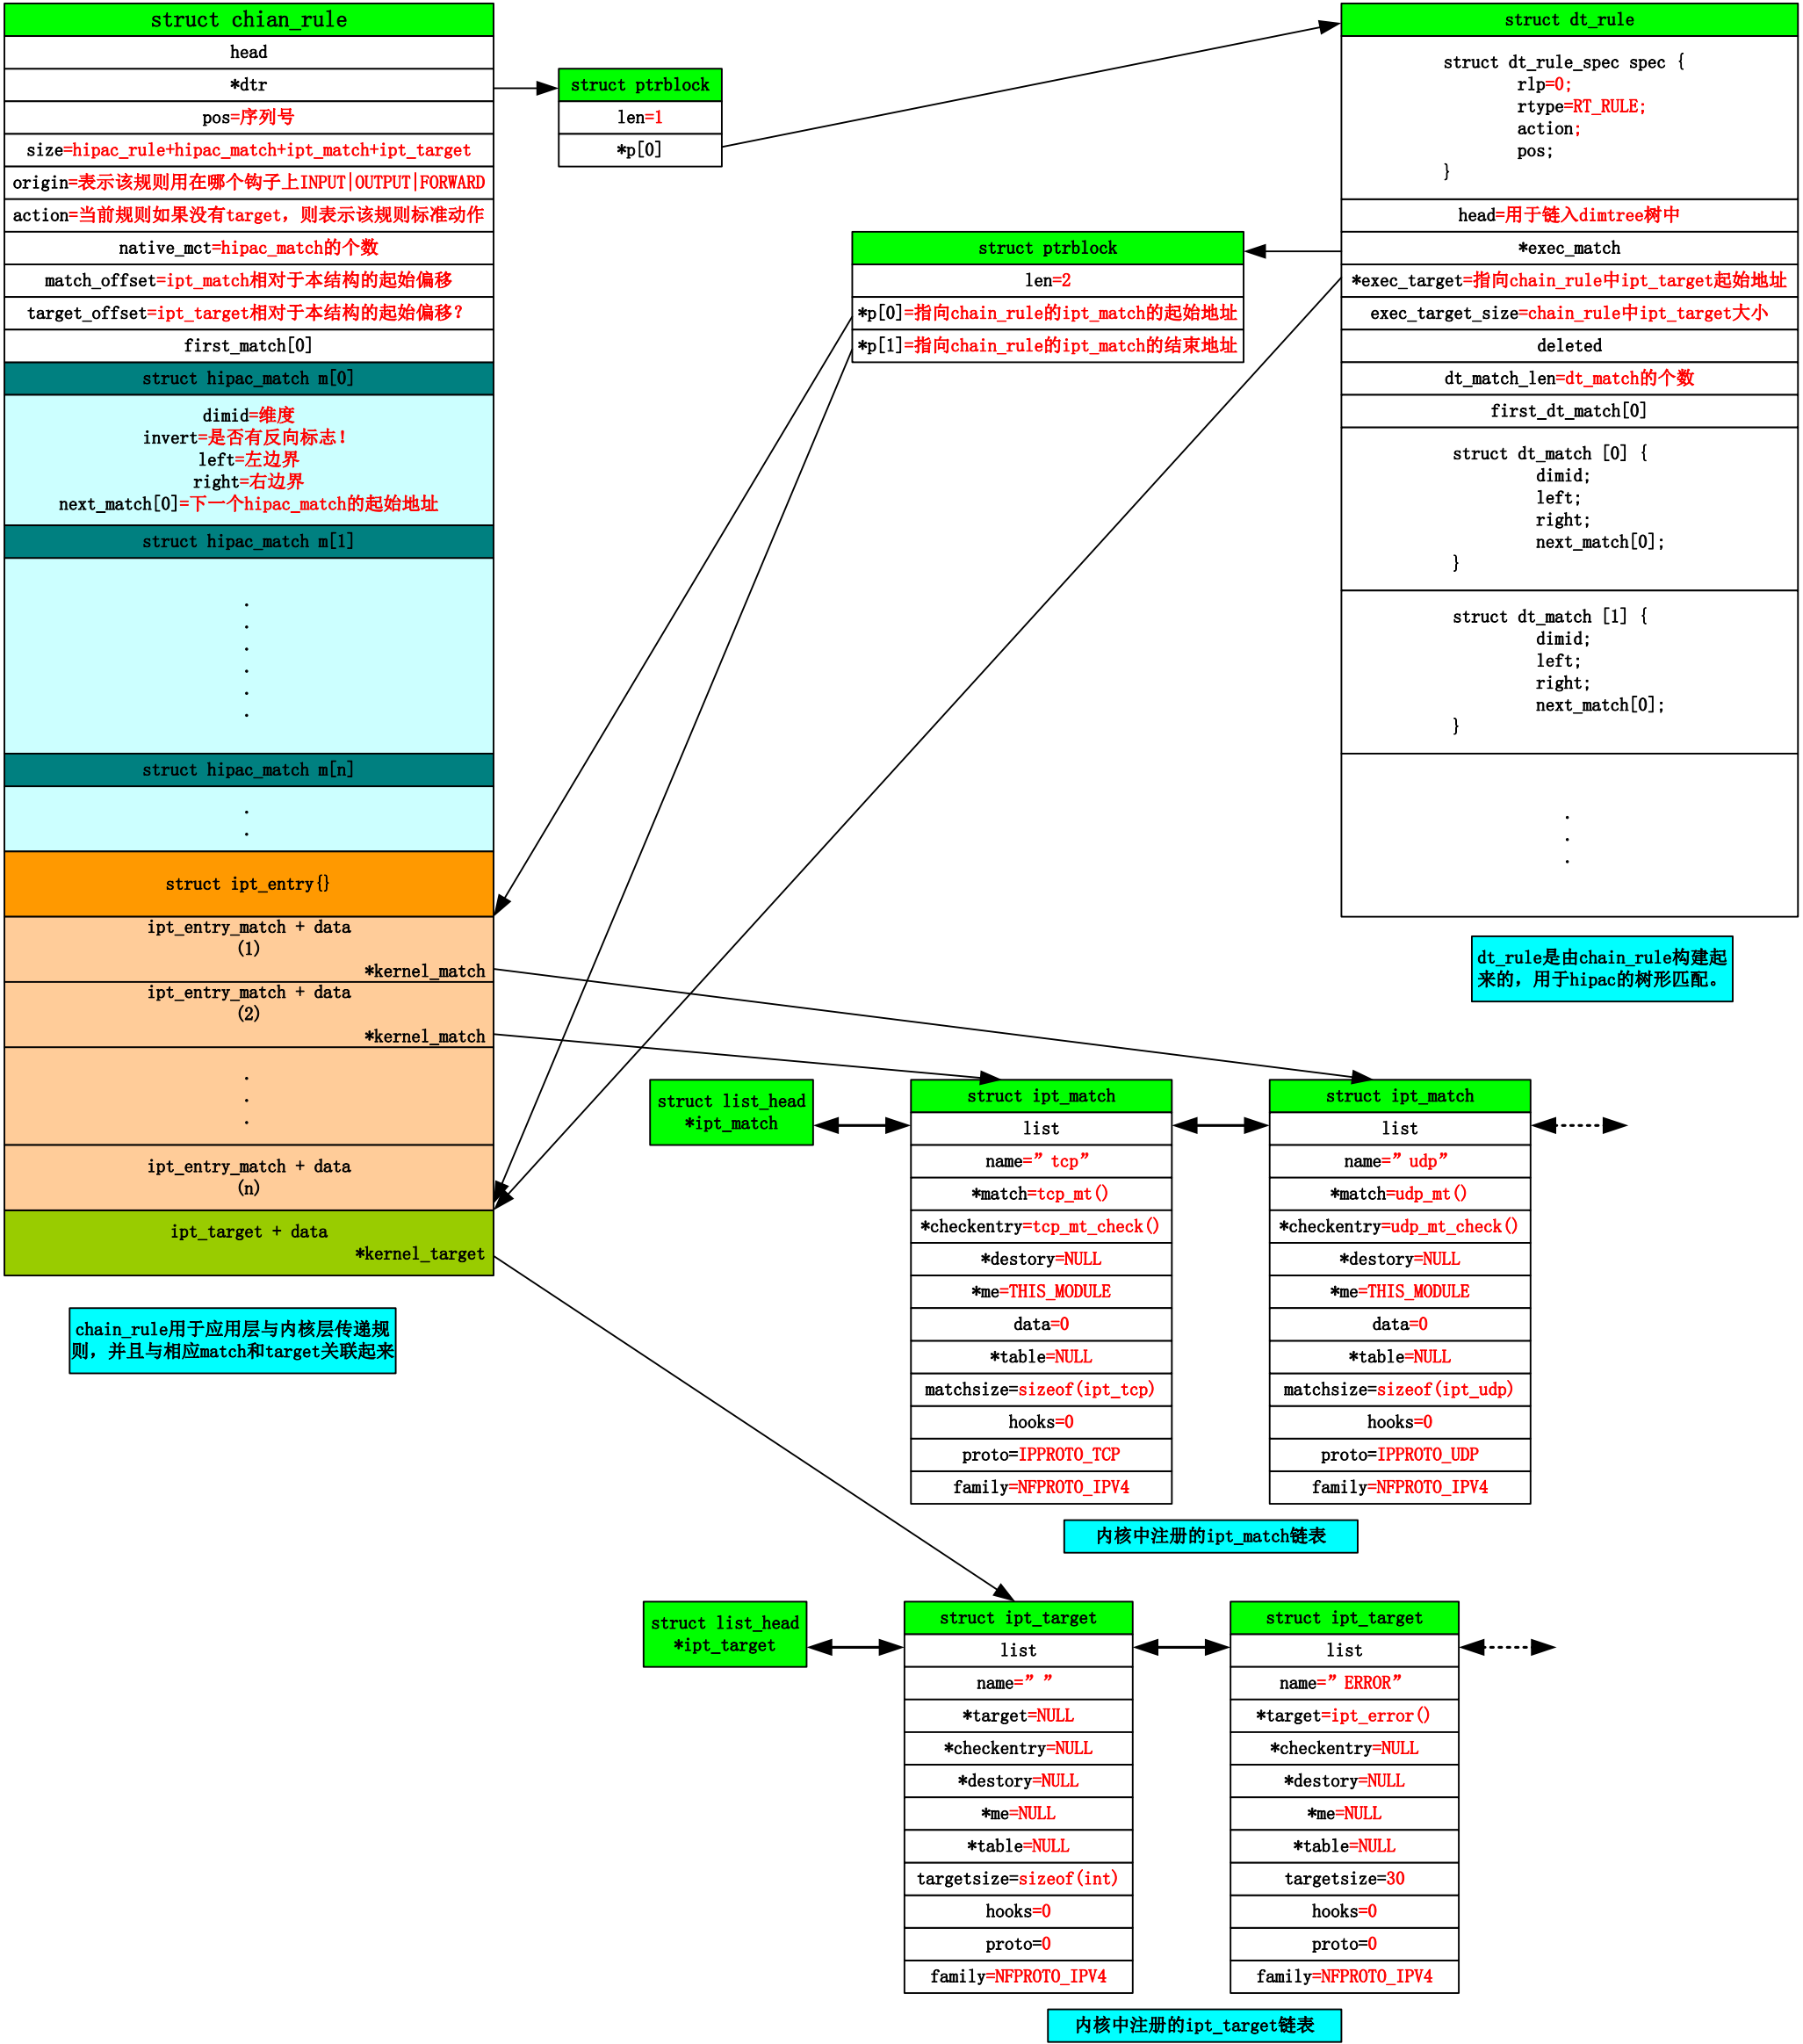 struct chian_rule
head
*dtr
pos=序列号
size=hipac_rule+hipac_match+ipt_match+ipt_target
origin=表示该规则用在哪个钩子上INPUT|OUTPUT|FORWARD
action=当前规则如果没有target，则表示该规则标准动作
native_mct=hipac_match的个数
match_offset=ipt_match相对于本结构的起始偏移
target_offset=ipt_target相对于本结构的起始偏移？
first_match[0]
struct hipac_match m[0]
dimid=维度
invert=是否有反向标志！
left=左边界
right=右边界
next_match[0]=下一个hipac_match的起始地址
struct hipac_match m[1]
.
.
.
.
.
.
struct hipac_match m[n]
.
.
struct ipt_entry{}
ipt_entry_match + data
(1)
*kernel_match
ipt_entry_match + data
(2)
*kernel_match
.
.
.
ipt_entry_match + data
(n)
ipt_target + data
*kernel_target
chain_rule用于应用层与内核层传递规
则，并且与相应match和target关联起来
struct ptrblock
len=1
*p[0]
struct ptrblock
len=2
*p[0]=指向chain_rule的ipt_match的起始地址
*p[1]=指向chain_rule的ipt_match的结束地址
struct dt_rule
struct dt_rule_spec spec {
rlp=0;
rtype=RT_RULE;
action;
pos;
}
head=用于链入dimtree树中
*exec_match
*exec_target=指向chain_rule中ipt_target起始地址
exec_target_size=chain_rule中ipt_target大小
deleted
dt_match_len=dt_match的个数
first_dt_match[0]
struct dt_match [0] {
dimid;
left;
right;
next_match[0];
}
struct dt_match [1] {
dimid;
left;
right;
next_match[0];
}
.
.
.
dt_rule是由chain_rule构建起
来的，用于hipac的树形匹配。
struct list_head
*ipt_match
struct ipt_match
list
name=”tcp”
*match=tcp_mt()
*checkentry=tcp_mt_check()
*destory=NULL
*me=THIS_MODULE
data=0
*table=NULL
matchsize=sizeof(ipt_tcp)
hooks=0
proto=IPPROTO_TCP
family=NFPROTO_IPV4
struct ipt_match
list
name=”udp”
*match=udp_mt()
*checkentry=udp_mt_check()
*destory=NULL
*me=THIS_MODULE
data=0
*table=NULL
matchsize=sizeof(ipt_udp)
hooks=0
proto=IPPROTO_UDP
family=NFPROTO_IPV4
内核中注册的ipt_match链表
struct list_head
*ipt_target
struct ipt_target
list
name=” ”
*target=NULL
*checkentry=NULL
*destory=NULL
*me=NULL
*table=NULL
targetsize=sizeof(int)
hooks=0
proto=0
family=NFPROTO_IPV4
struct ipt_target
list
name=”ERROR”
*target=ipt_error()
*checkentry=NULL
*destory=NULL
*me=NULL
*table=NULL
targetsize=30
hooks=0
proto=0
family=NFPROTO_IPV4
内核中注册的ipt_target链表